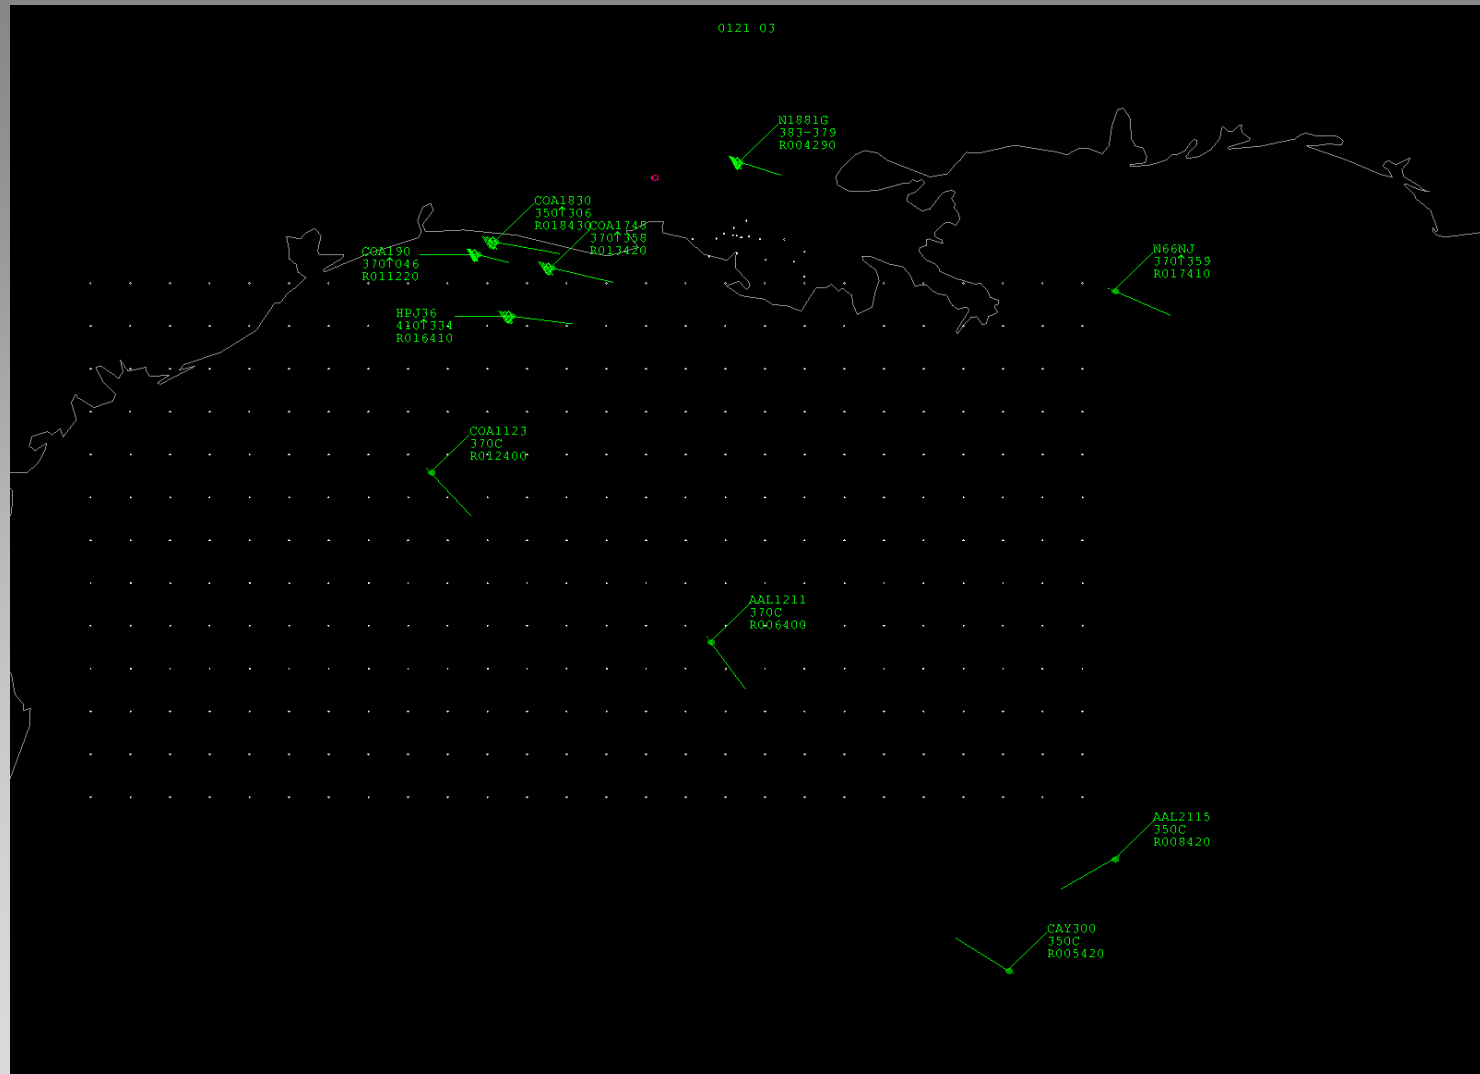 0121 03
N1881G
383-379
R004290
COA1830
350↑306
R018430
COA1748
370↑358
R013420
COA190
370↑046
R011220
N66NJ
370↑359
R017410
HPJ36
410↑334
R016410
COA1123
370C
R012400
AAL1211
370C
R006400
AAL2115
350C
R008420
CAY300
350C
R005420